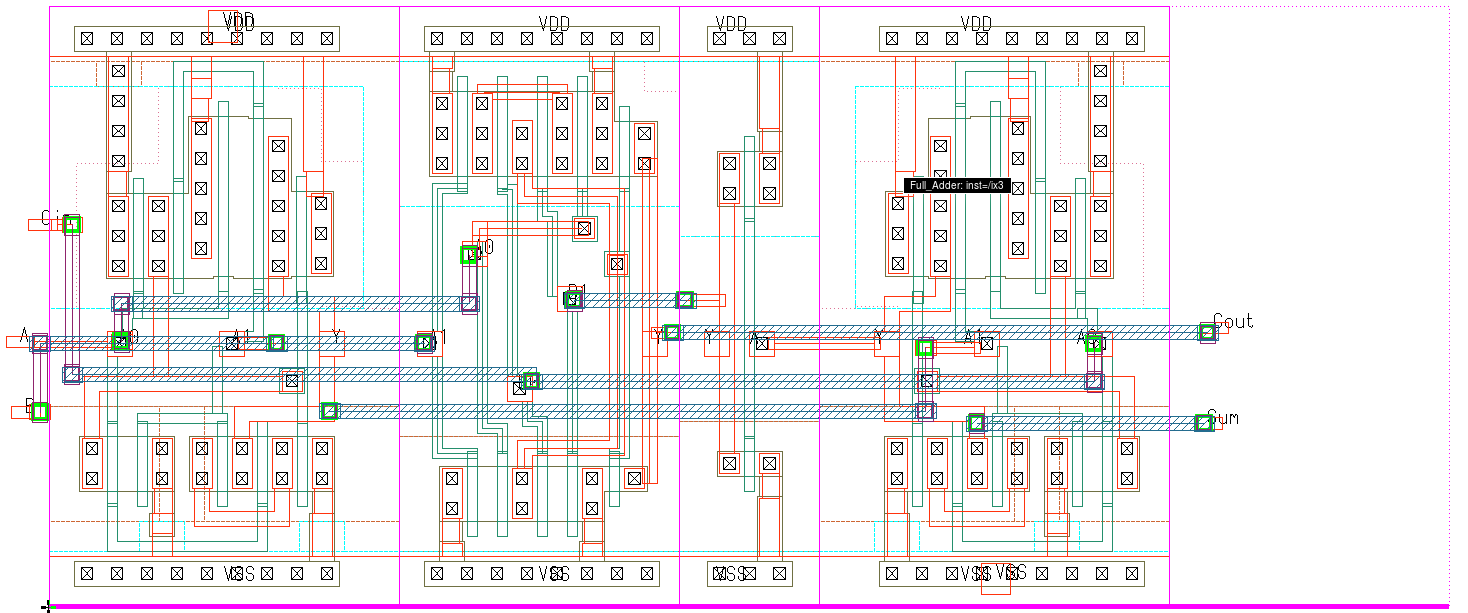 VDD VDD VDD VDD
Full_Adder: inst=/ix3
Cin
A0
B1
Cout
A A0 A1 Y A1 Y Y A Y A1 A0
B
Sum
VSS VSS VSS VSS VSS